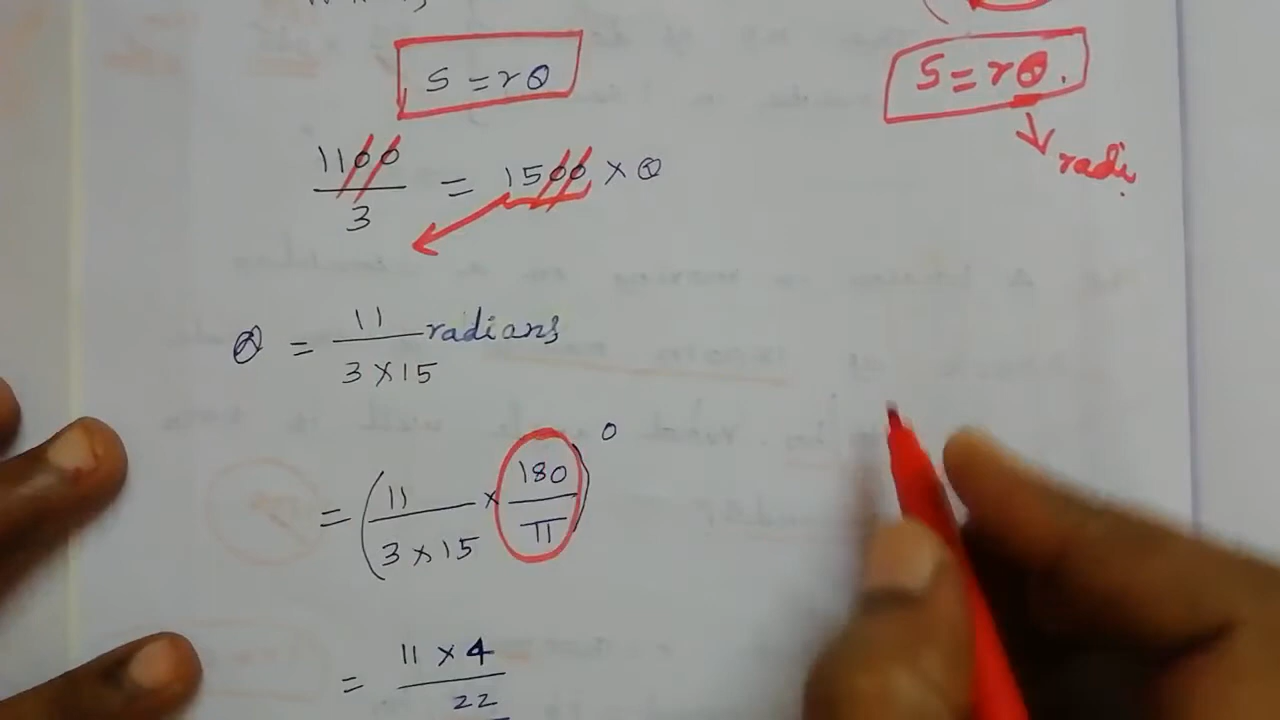 S = rθ
S = rθ.
radi
1100/3 = 1500 × θ
θ = 11/(3×15) radians
= (11/(3×15) × 180/π)°
= 11×4/22